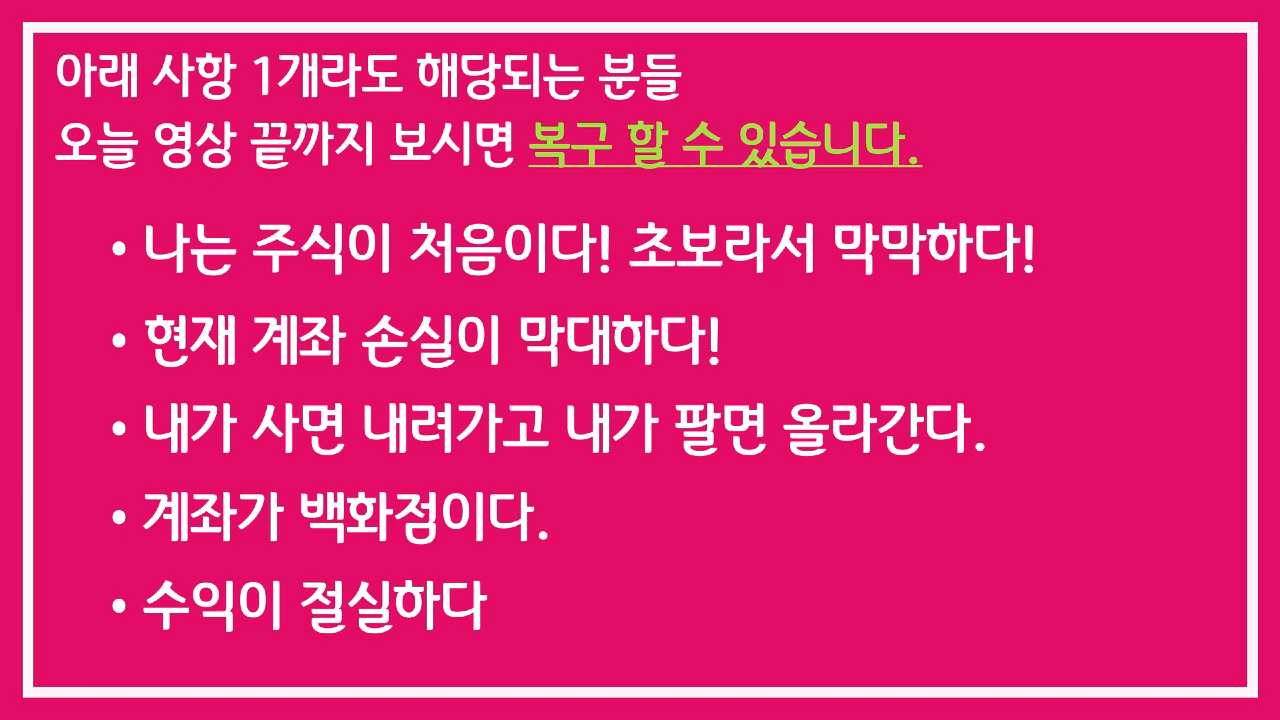 아래 사항 1개라도 해당되는 분들
오늘 영상 끝까지 보시면 복구 할 수 있습니다.
• 나는 주식이 처음이다! 초보라서 막막하다!
• 현재 계좌 손실이 막대하다!
• 내가 사면 내려가고 내가 팔면 올라간다.
• 계좌가 백화점이다.
• 수익이 절실하다